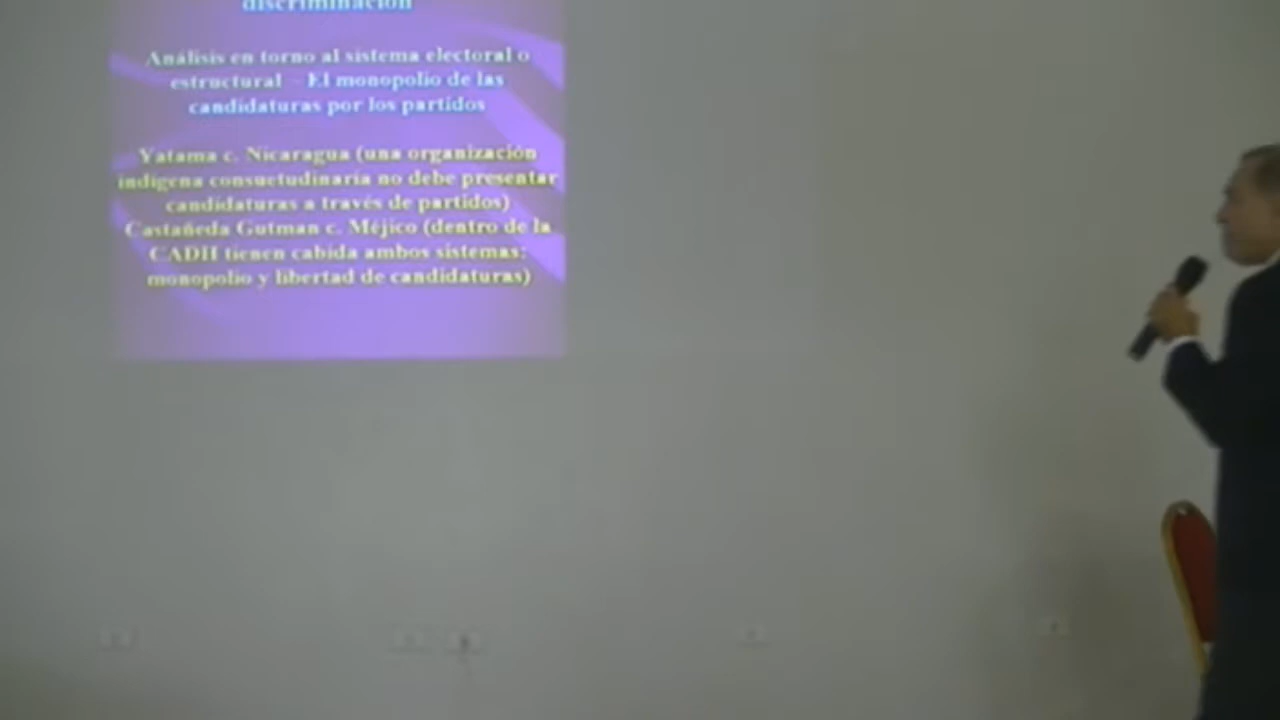 discriminación
Análisis en torno al sistema electoral o
estructural – El monopolio de las
candidaturas por los partidos
Yatama c. Nicaragua (una organización
indígena consuetudinaria no debe presentar
candidaturas a través de partidos)
Castañeda Gutman c. Méjico (dentro de la
CADH tienen cabida ambos sistemas:
monopolio y libertad de candidaturas)